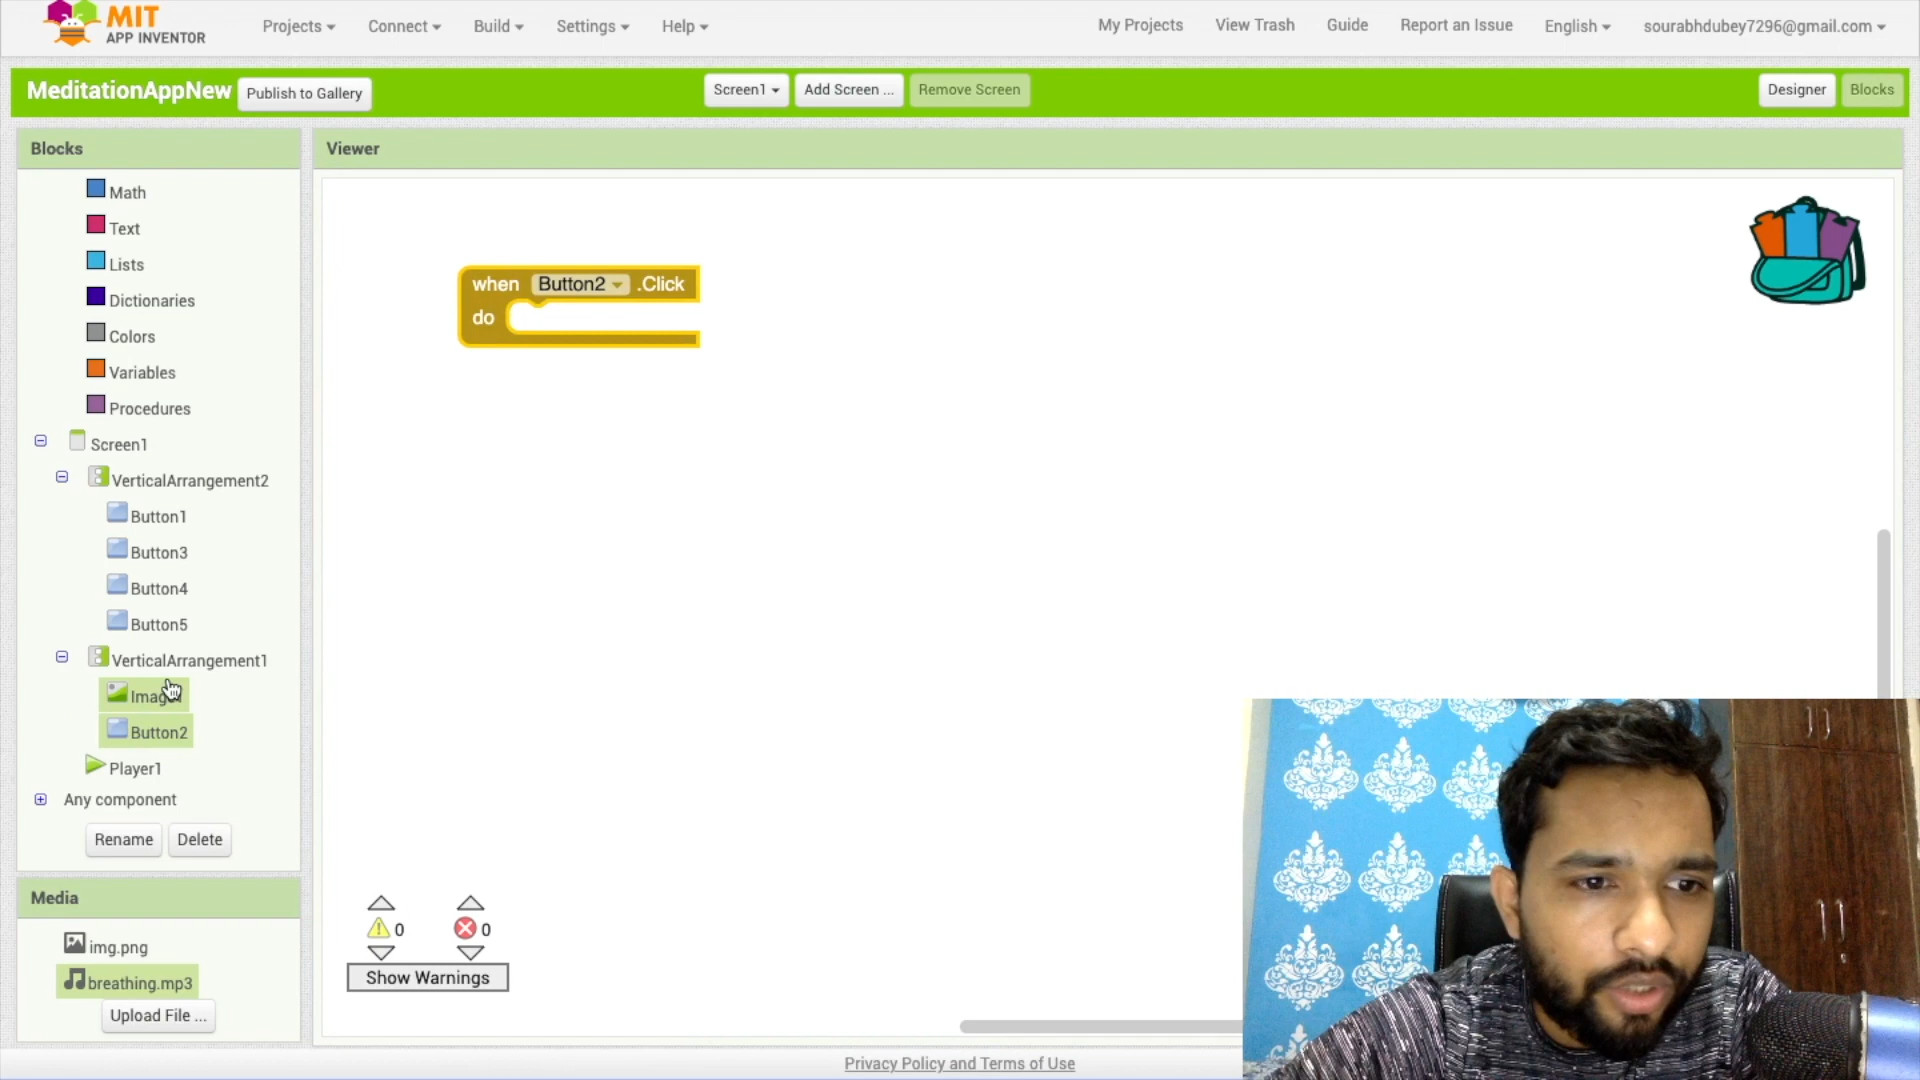 MIT
APP INVENTOR
Projects
Connect
Build
Settings
Help
My Projects
View Trash
Guide
Report an Issue
English
sourabhdubey7296@gmail.com
MeditationAppNew
Publish to Gallery
Screen1
Add Screen ...
Remove Screen
Designer
Blocks
Blocks
Viewer
Math
Text
Lists
Dictionaries
Colors
Variables
Procedures
Screen1
VerticalArrangement2
Button1
Button3
Button4
Button5
VerticalArrangement1
Button2
Player1
Any component
Rename
Delete
Media
img.png
breathing.mp3
Upload File ...
when Button2 .Click
do
0
0
Show Warnings
Privacy Policy and Terms of Use